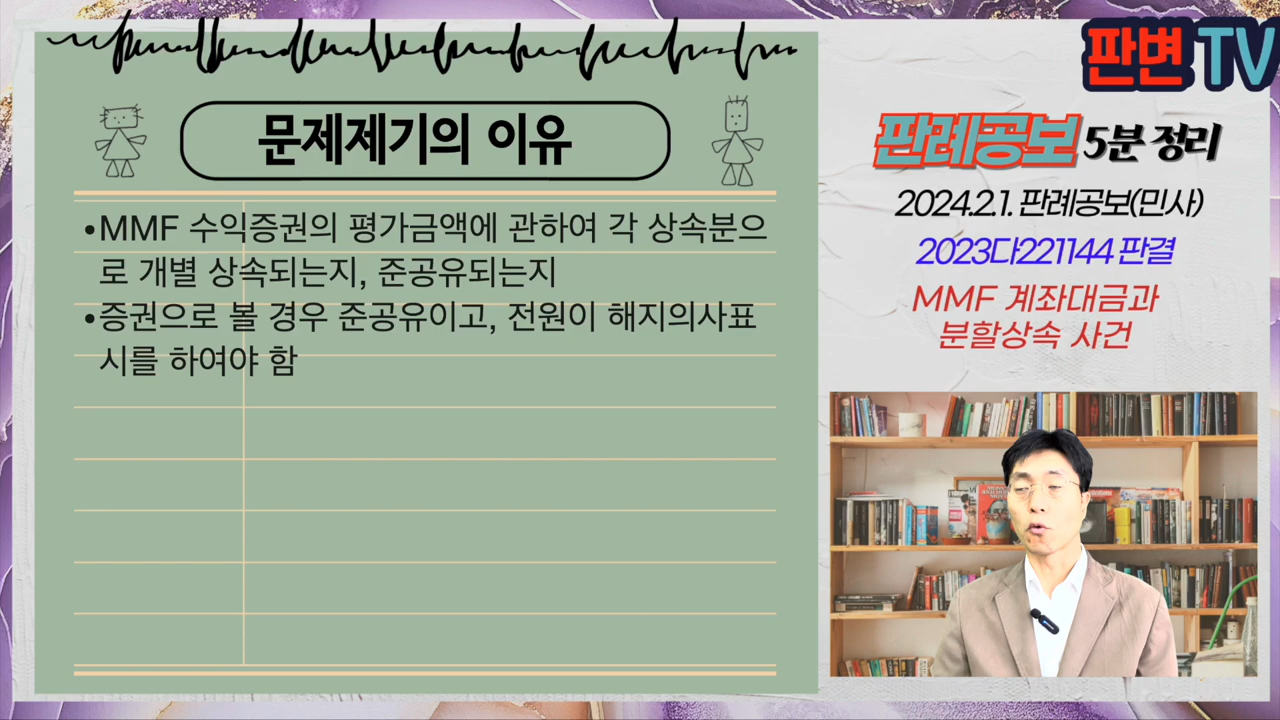 판변 TV
문제제기의 이유
•MMF 수익증권의 평가금액에 관하여 각 상속분으
로 개별 상속되는지, 준공유되는지
•증권으로 볼 경우 준공유이고, 전원이 해지의사표
시를 하여야 함
판례공보 5분 정리
2024.2.1. 판례공보(민사)
2023다221144 판결
MMF 계좌대금과
분할상속 사건